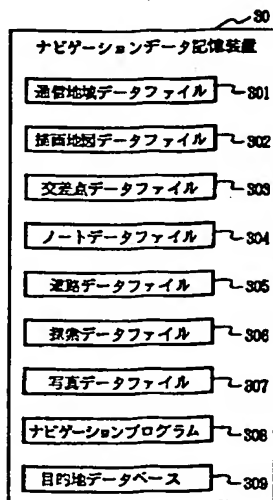 30
ナビゲーションデータ記憶装置
通信地域データファイル 301
描画地図データファイル 302
交差点データファイル 303
ノードデータファイル 304
道路データファイル 305
探索データファイル 306
写真データファイル 307
ナビゲーションプログラム 308
目的地データベース 309